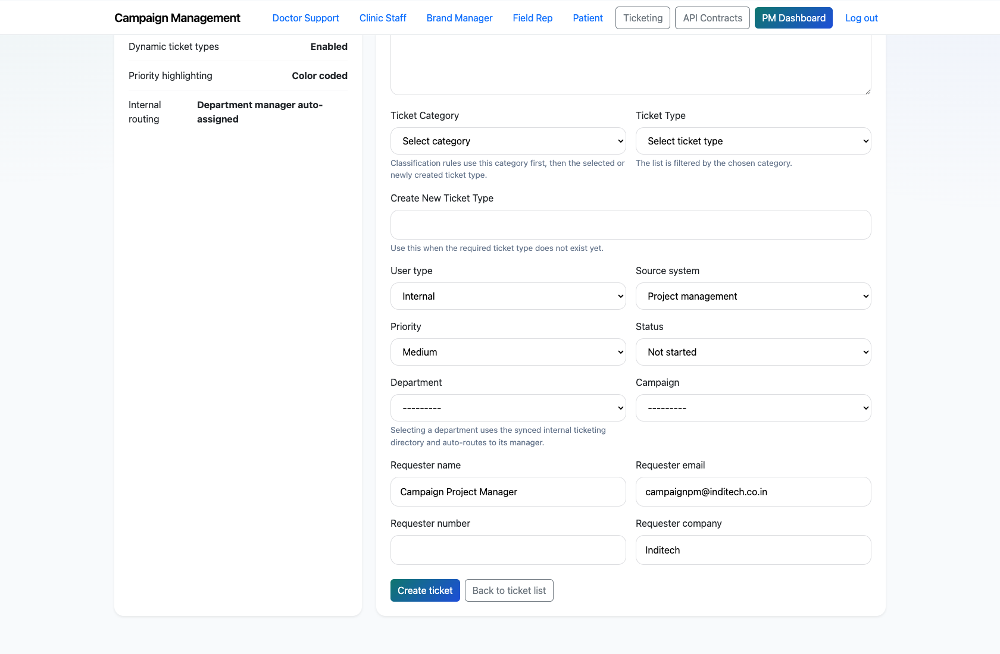 Campaign Management
Doctor Support
Clinic Staff
Brand Manager
Field Rep
Patient
Ticketing
API Contracts
PM Dashboard
Log out
Dynamic ticket types
Enabled
Priority highlighting
Color coded
Internal
routing
Department manager auto-
assigned
Ticket Category
Select category
Classification rules use this category first, then the selected or
newly created ticket type.
Ticket Type
Select ticket type
The list is filtered by the chosen category.
Create New Ticket Type
Use this when the required ticket type does not exist yet.
User type
Internal
Source system
Project management
Priority
Medium
Status
Not started
Department
---------
Selecting a department uses the synced internal ticketing
directory and auto-routes to its manager.
Campaign
---------
Requester name
Campaign Project Manager
Requester email
campaignpm@inditech.co.in
Requester number
Requester company
Inditech
Create ticket
Back to ticket list